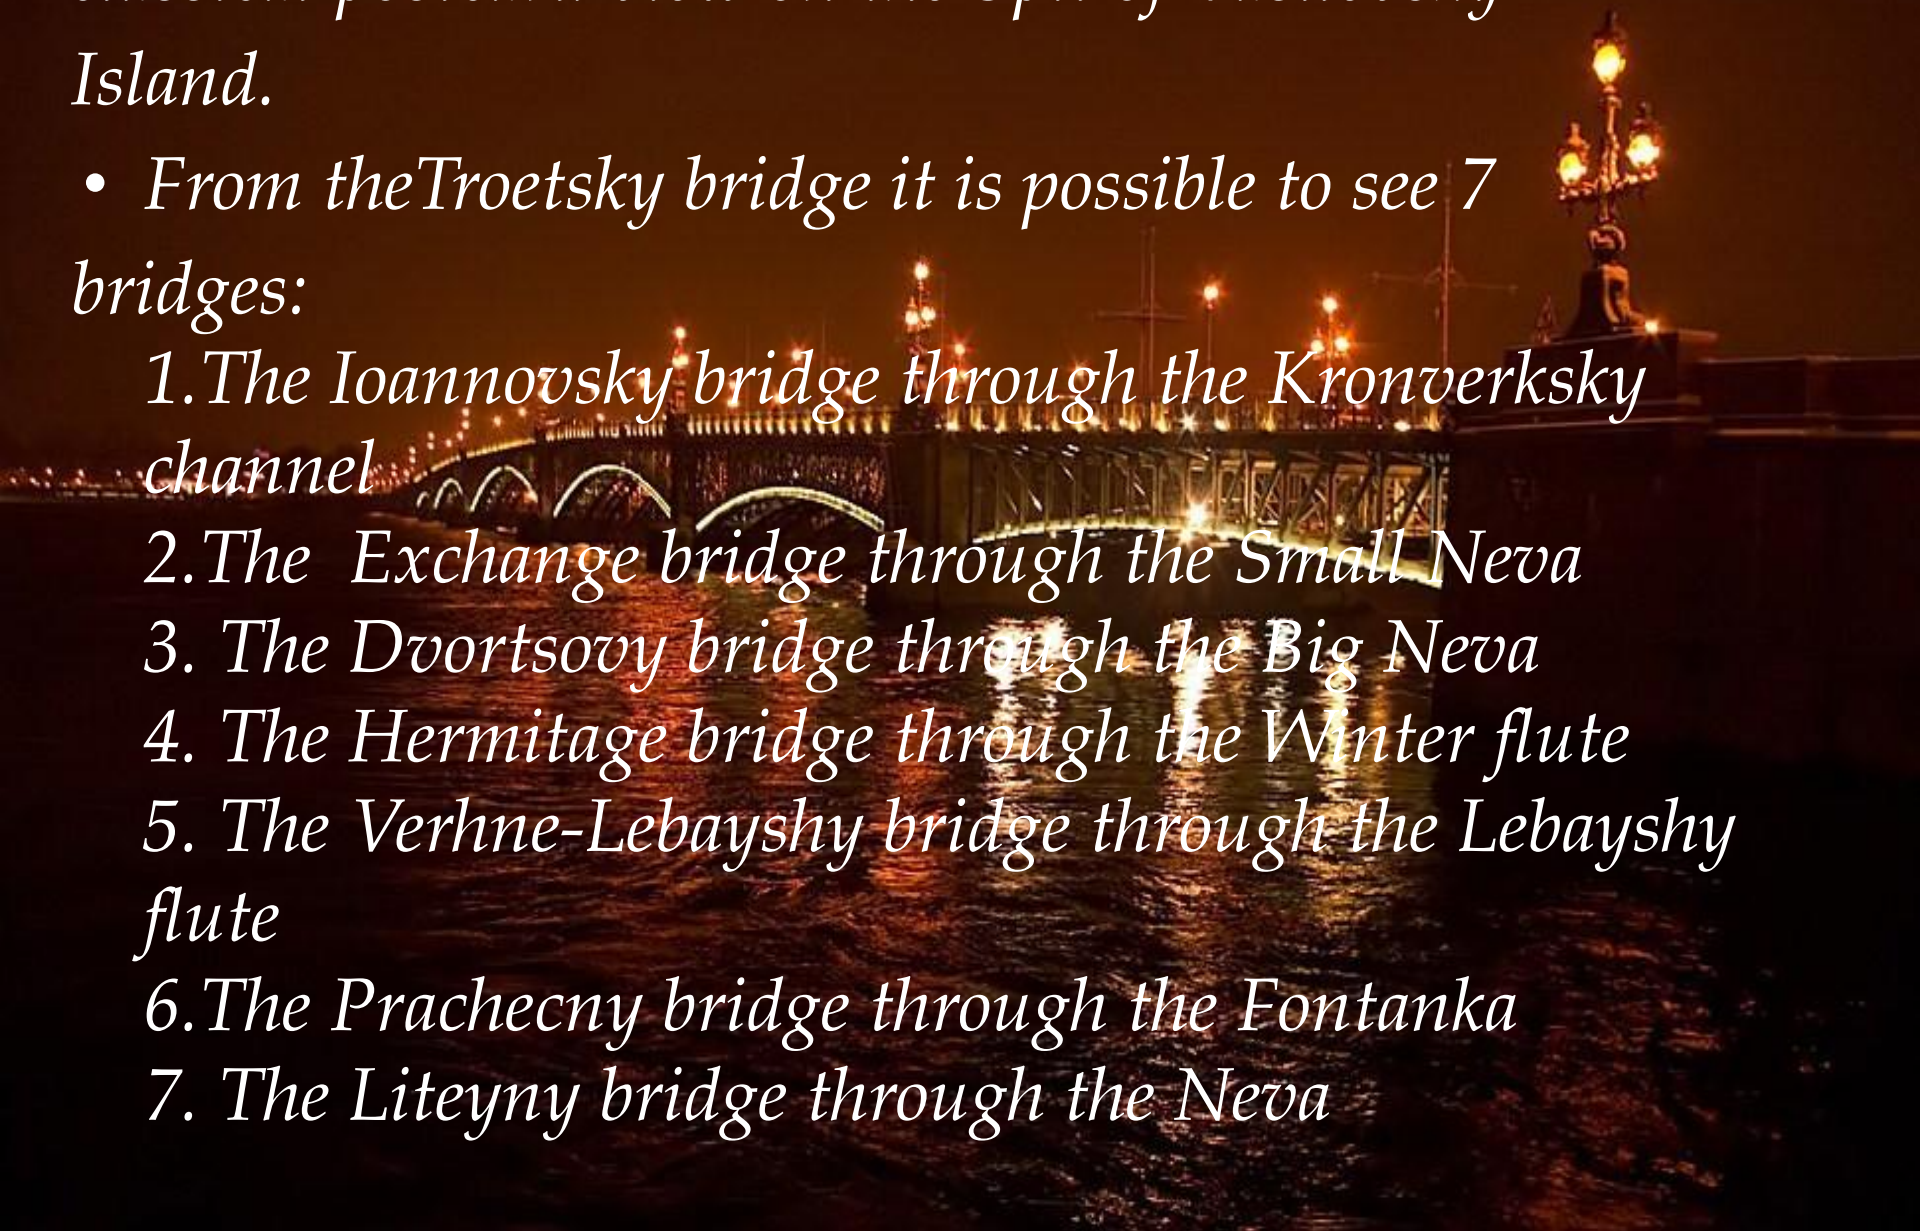 Island.
• From theTroetsky bridge it is possible to see 7
bridges:
1.The Ioannovsky bridge through the Kronverksky
channel
2.The Exchange bridge through the Small Neva
3. The Dvortsovy bridge through the Big Neva
4. The Hermitage bridge through the Winter flute
5. The Verhne-Lebayshy bridge through the Lebayshy
flute
6.The Prachecny bridge through the Fontanka
7. The Liteyny bridge through the Neva